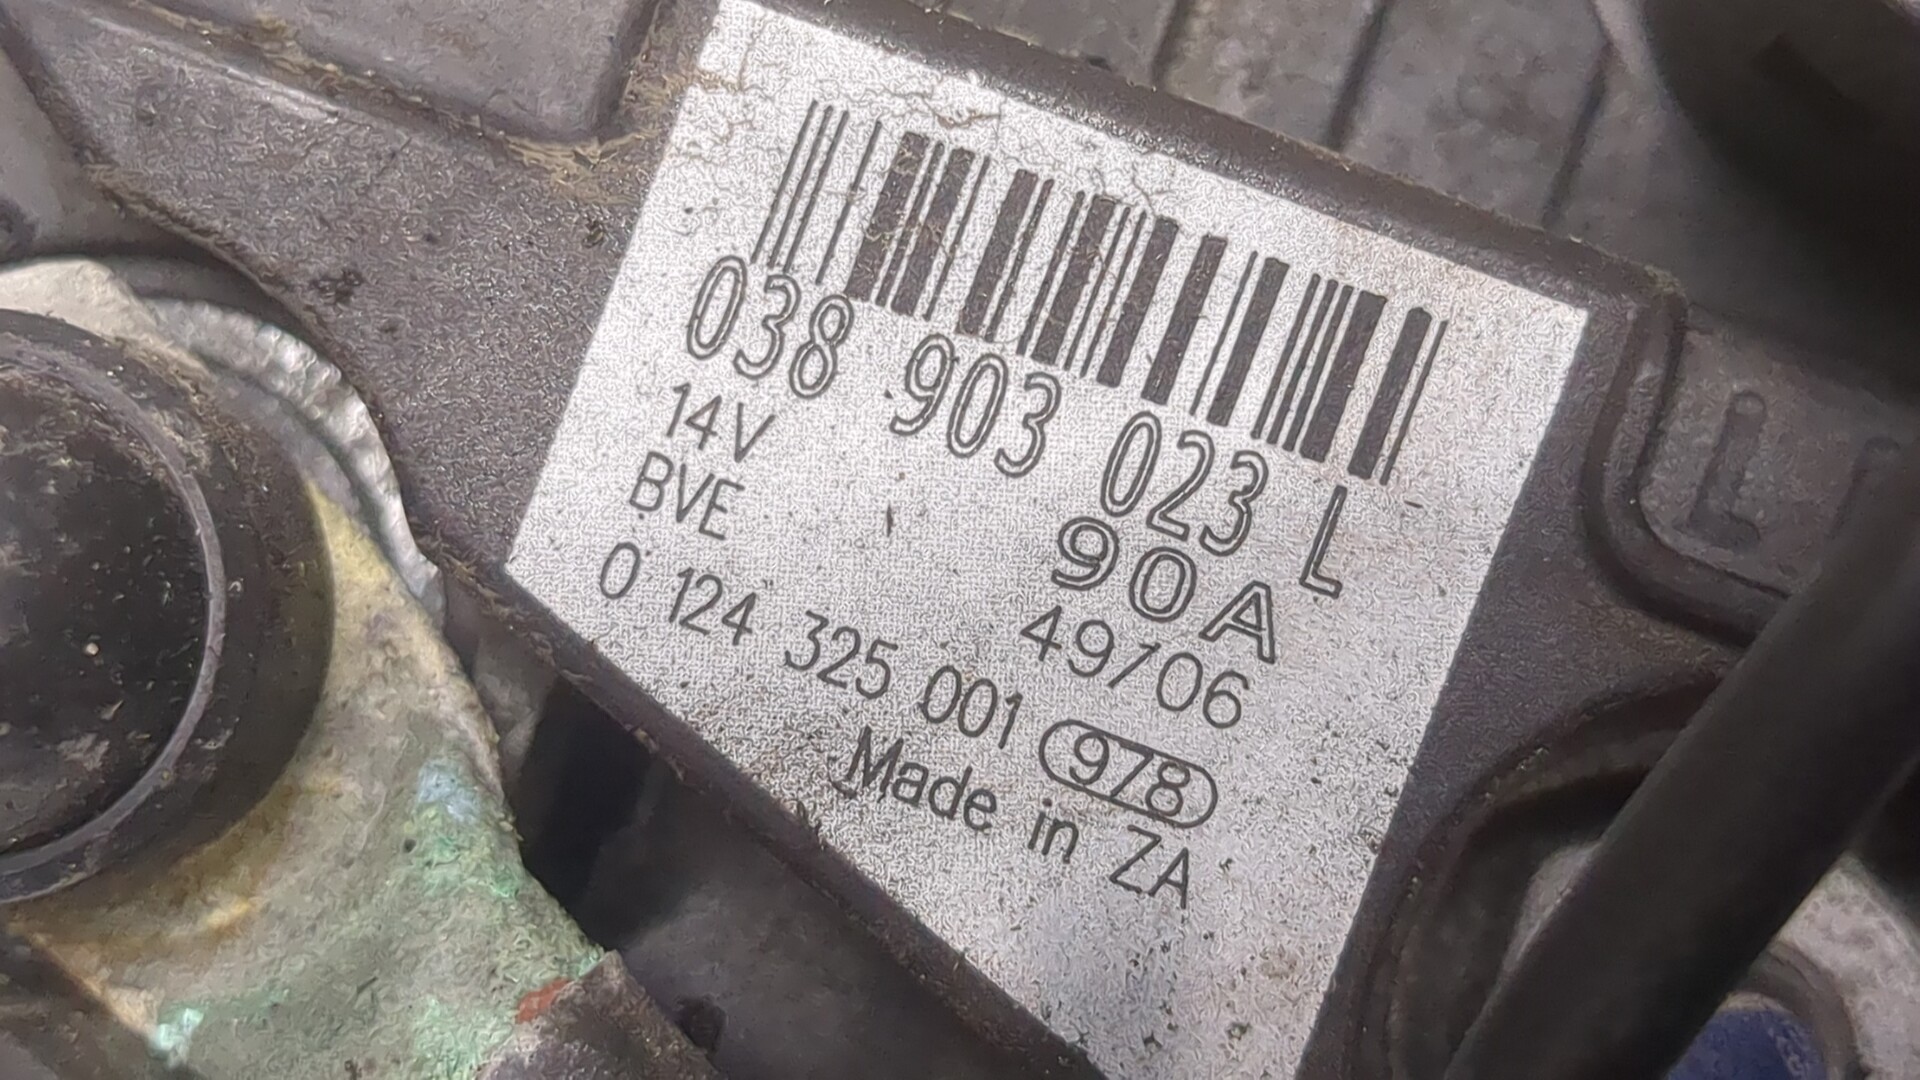 038 903 023 L
14V 90A
BVE 49/06
0 124 325 001 978
Made in ZA